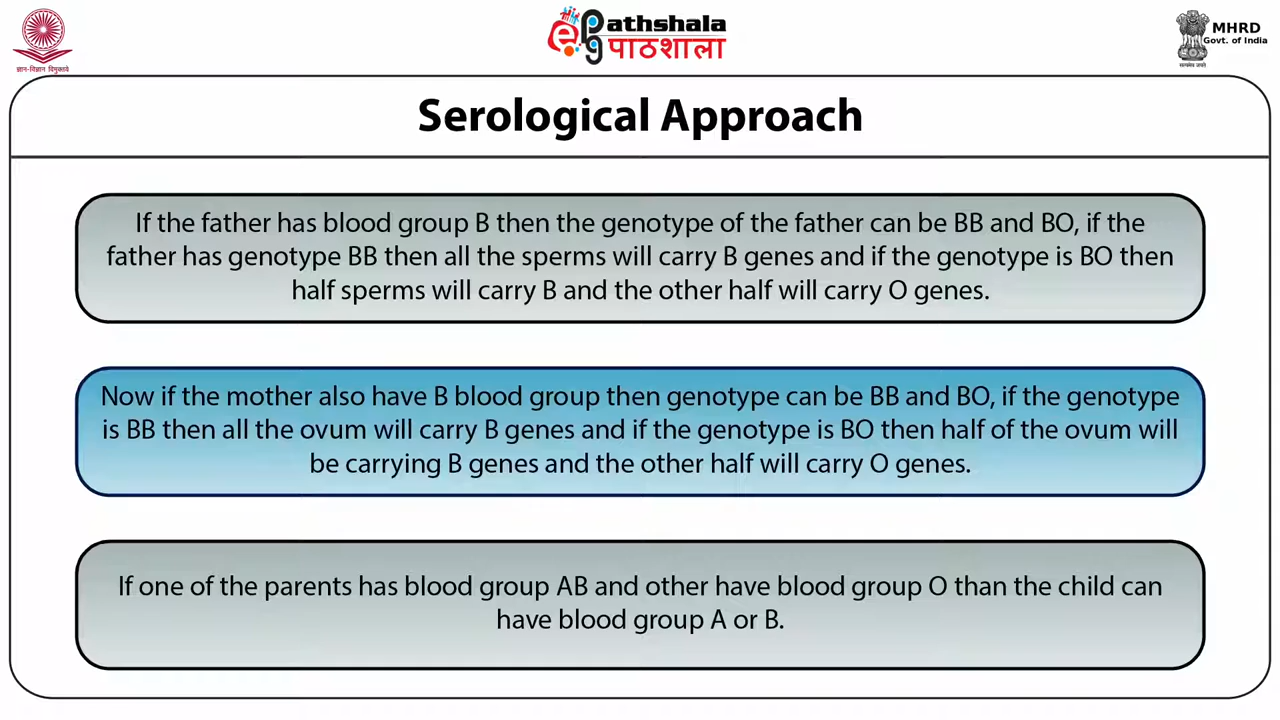 ज्ञान-विज्ञान विमुक्तये
epg athshala
पाठशाला
सत्यमेव जयते
MHRD
Govt. of India
Serological Approach
If the father has blood group B then the genotype of the father can be BB and BO, if the
father has genotype BB then all the sperms will carry B genes and if the genotype is BO then
half sperms will carry B and the other half will carry O genes.
Now if the mother also have B blood group then genotype can be BB and BO, if the genotype
is BB then all the ovum will carry B genes and if the genotype is BO then half of the ovum will
be carrying B genes and the other half will carry O genes.
If one of the parents has blood group AB and other have blood group O than the child can
have blood group A or B.